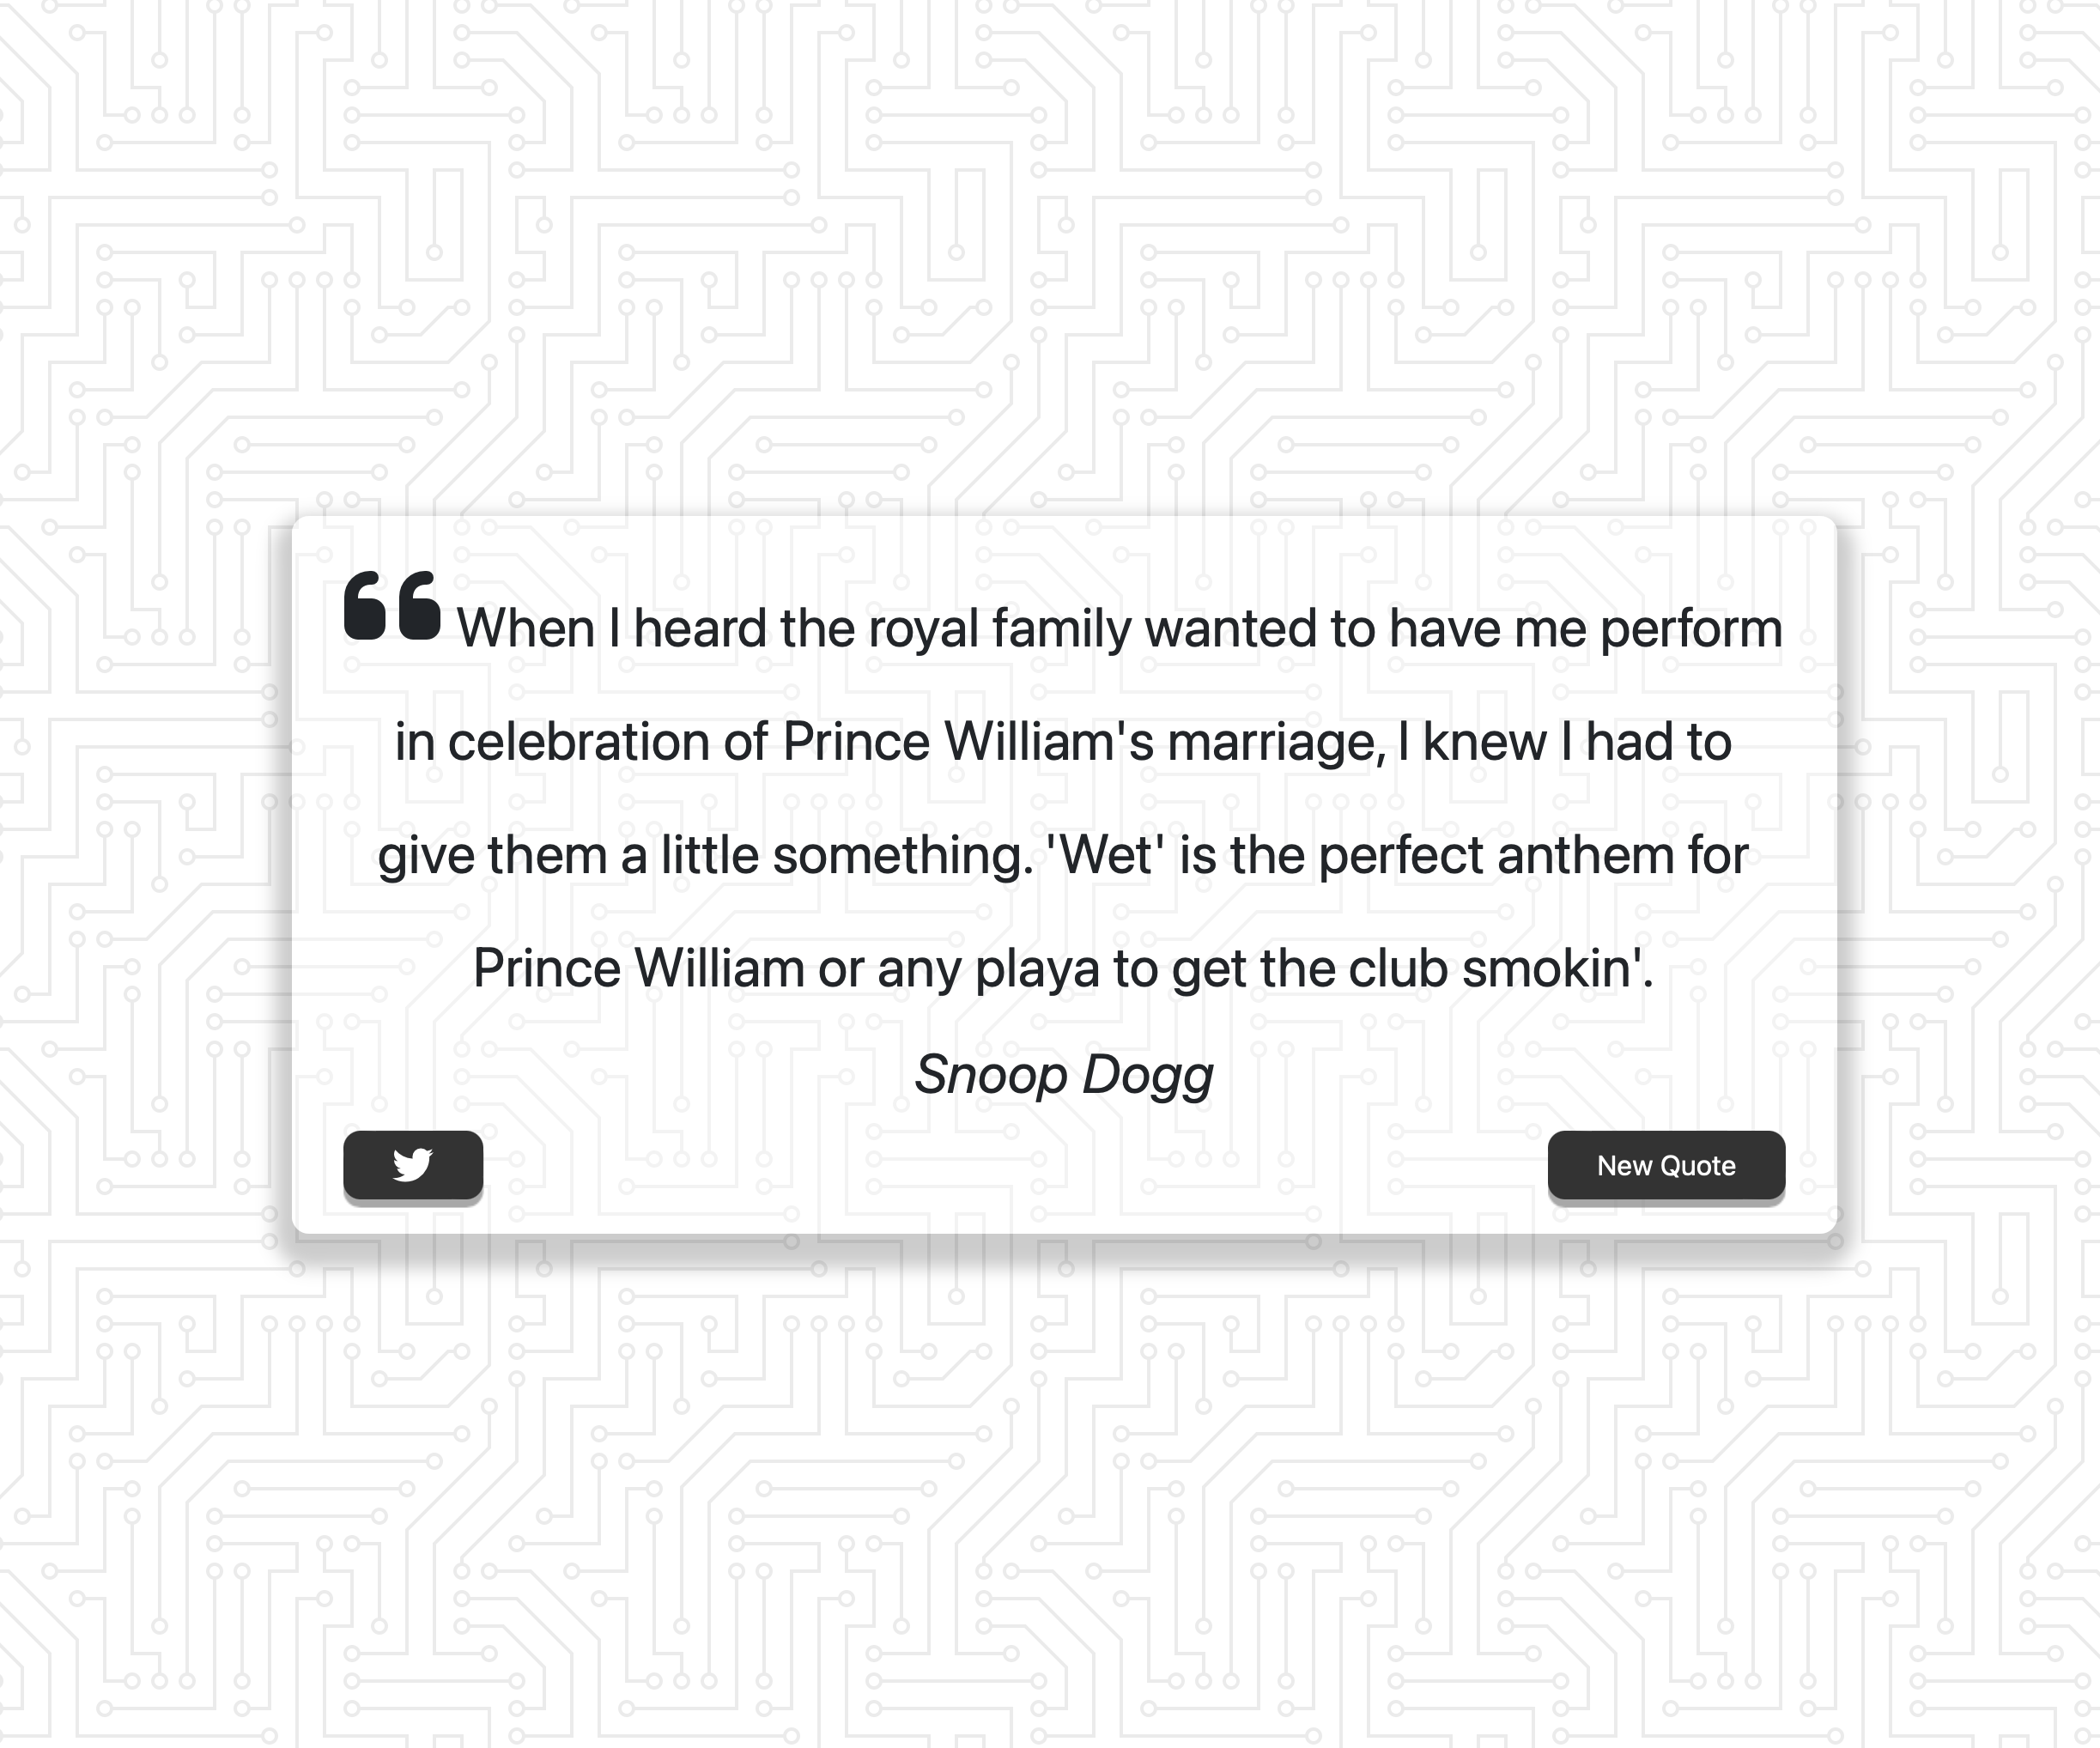 When I heard the royal family wanted to have me perform
in celebration of Prince William's marriage, I knew I had to
give them a little something. 'Wet' is the perfect anthem for
Prince William or any playa to get the club smokin'.
Snoop Dogg
New Quote